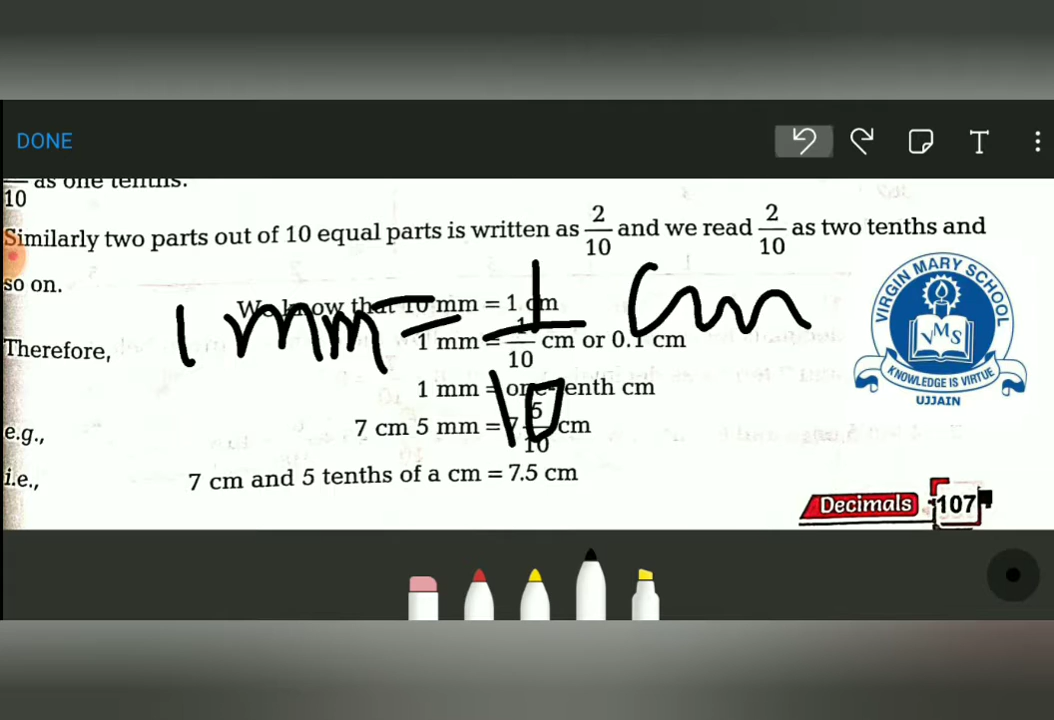 DONE
T
as one tenths.
10
Similarly two parts out of 10 equal parts is written as 2/10 and we read 2/10 as two tenths and
so on.
We know that 10 mm = 1 cm
Therefore, 1 mm = 1/10 cm or 0.1 cm
1 mm = 1/10 cm
1 mm = one-tenth cm
e.g., 7 cm 5 mm = 7 5/10 cm
i.e., 7 cm and 5 tenths of a cm = 7.5 cm
VIRGIN MARY SCHOOL
VMS
KNOWLEDGE IS VIRTUE
UJJAIN
Decimals 107